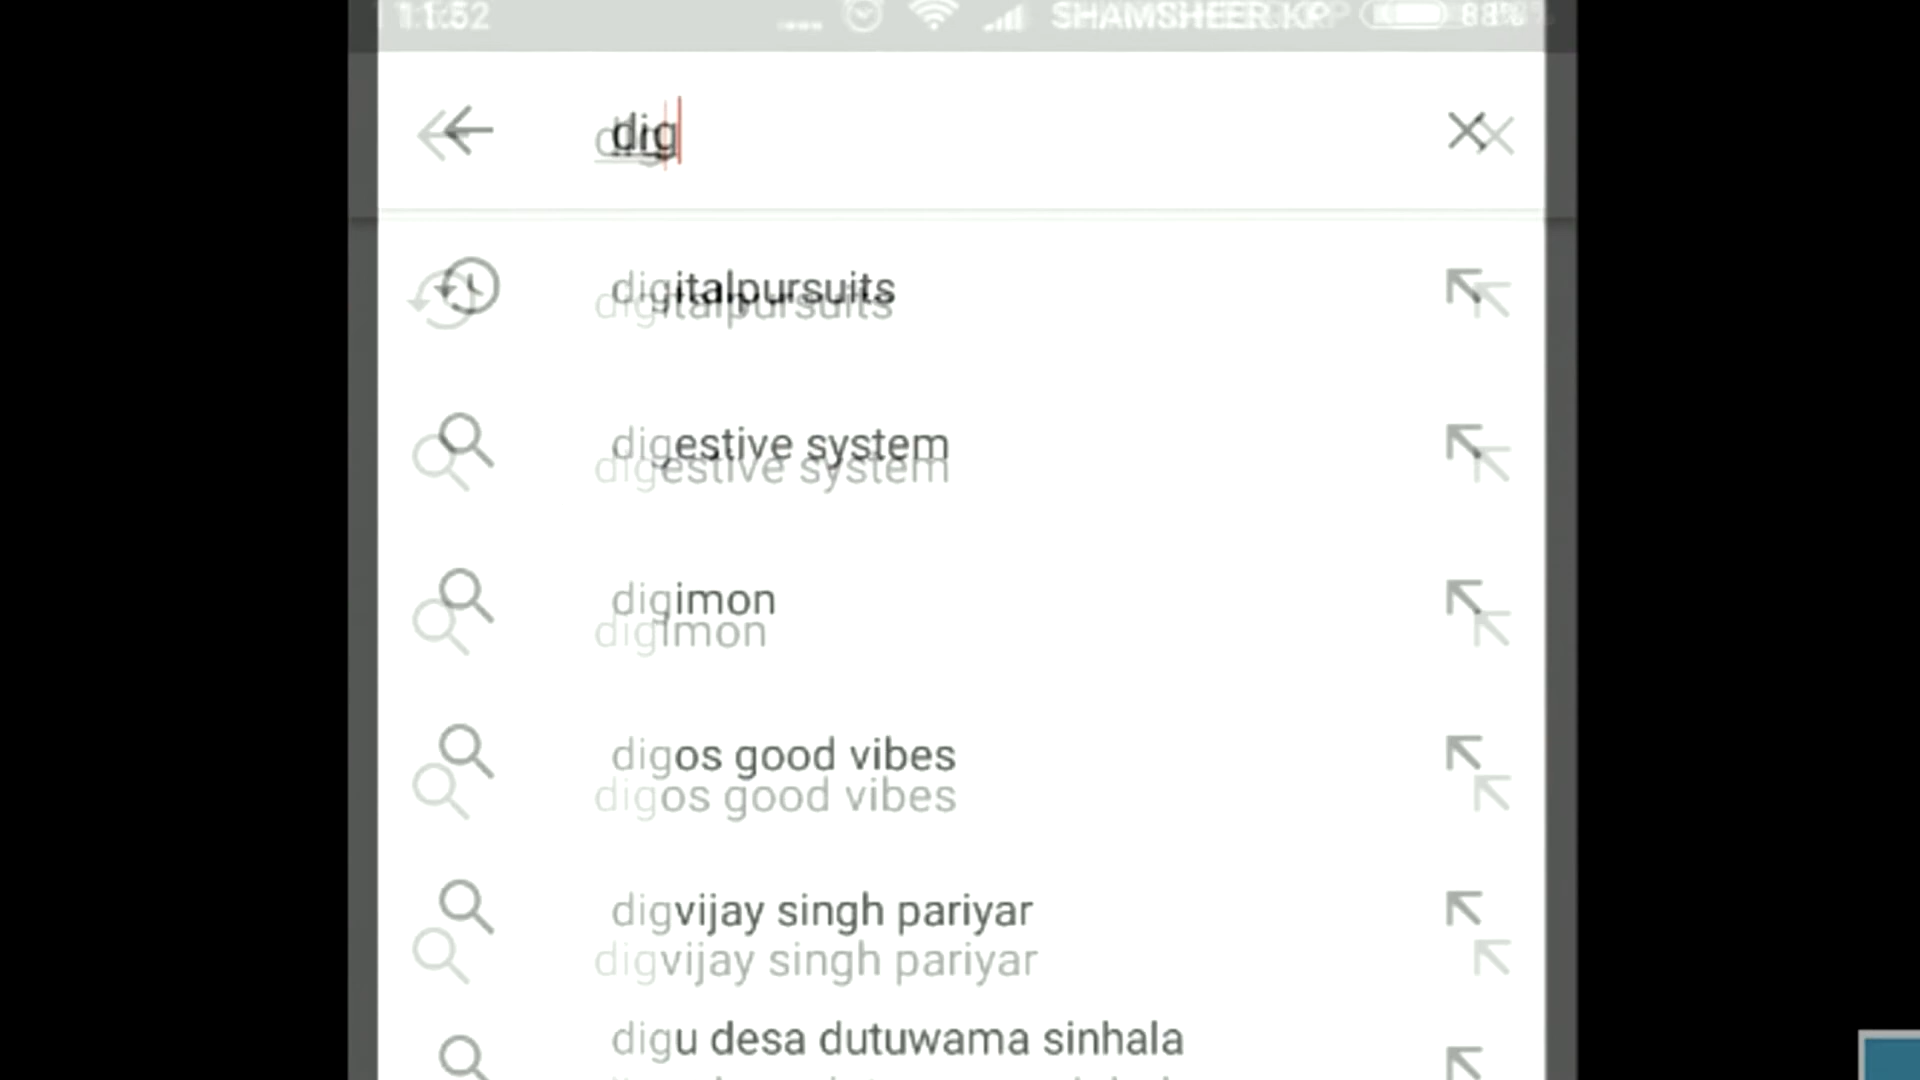 11:52 SHAMSHEER.KP 88%
dig
digitalpursuits
digestive system
digimon
digos good vibes
digvijay singh pariyar
digu desa dutuwama sinhala